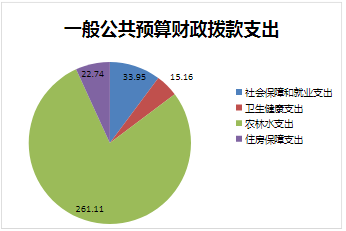 一般公共预算财政拨款支出
22.74
33.95
15.16
261.11
社会保障和就业支出
卫生健康支出
农林水支出
住房保障支出